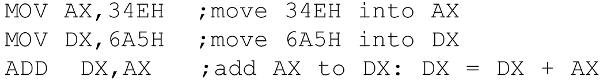 MOV AX,34EH ;move 34EH into AX
MOV DX,6A5H ;move 6A5H into DX
ADD DX,AX ;add AX to DX: DX = DX + AX